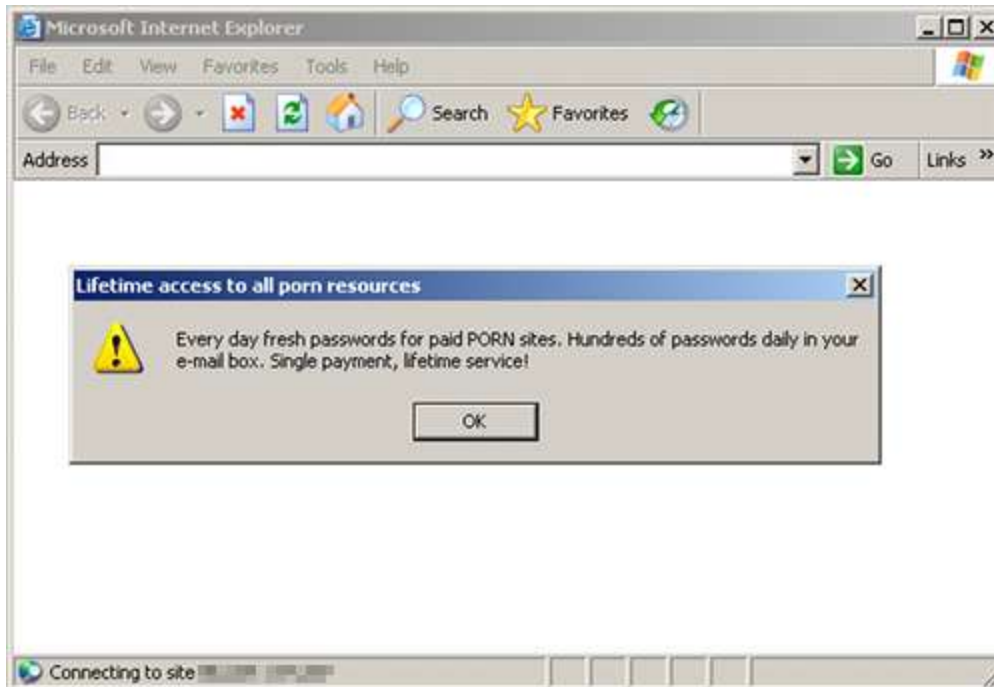 Microsoft Internet Explorer
File Edit View Favorites Tools Help
Back Search Favorites
Address Go Links »
Lifetime access to all porn resources
Every day fresh passwords for paid PORN sites. Hundreds of passwords daily in your
e-mail box. Single payment, lifetime service!
OK
Connecting to site